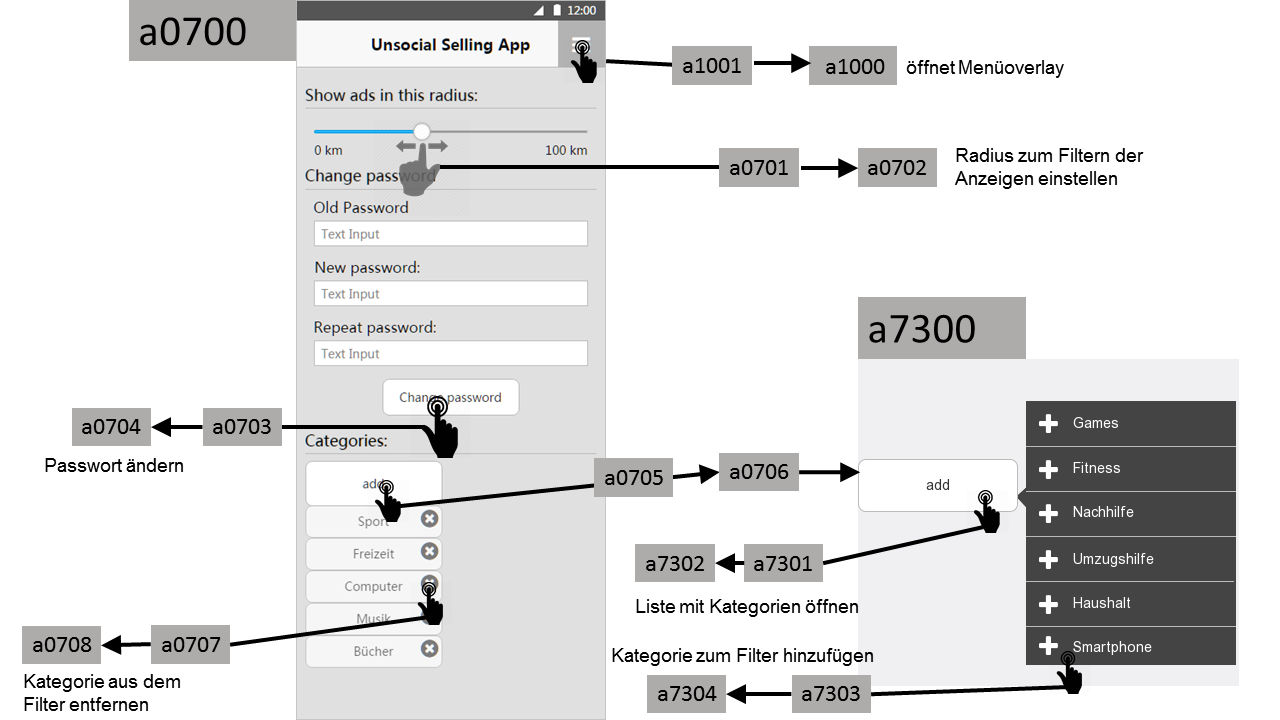 a0700
12:00
Unsocial Selling App
a1001
a1000
öffnet Menüoverlay
Show ads in this radius:
0 km
100 km
a0701
a0702
Radius zum Filtern der
Anzeigen einstellen
Change password
Old Password
Text Input
New password:
Text Input
Repeat password:
Text Input
Change password
a0704
a0703
Passwort ändern
Categories:
add
Sport
Freizeit
Computer
Musik
Bücher
a0705
a0706
a7300
add
Games
Fitness
Nachhilfe
Umzugshilfe
Haushalt
Smartphone
a7302
a7301
Liste mit Kategorien öffnen
a0708
a0707
Kategorie aus dem
Filter entfernen
Kategorie zum Filter hinzufügen
a7304
a7303